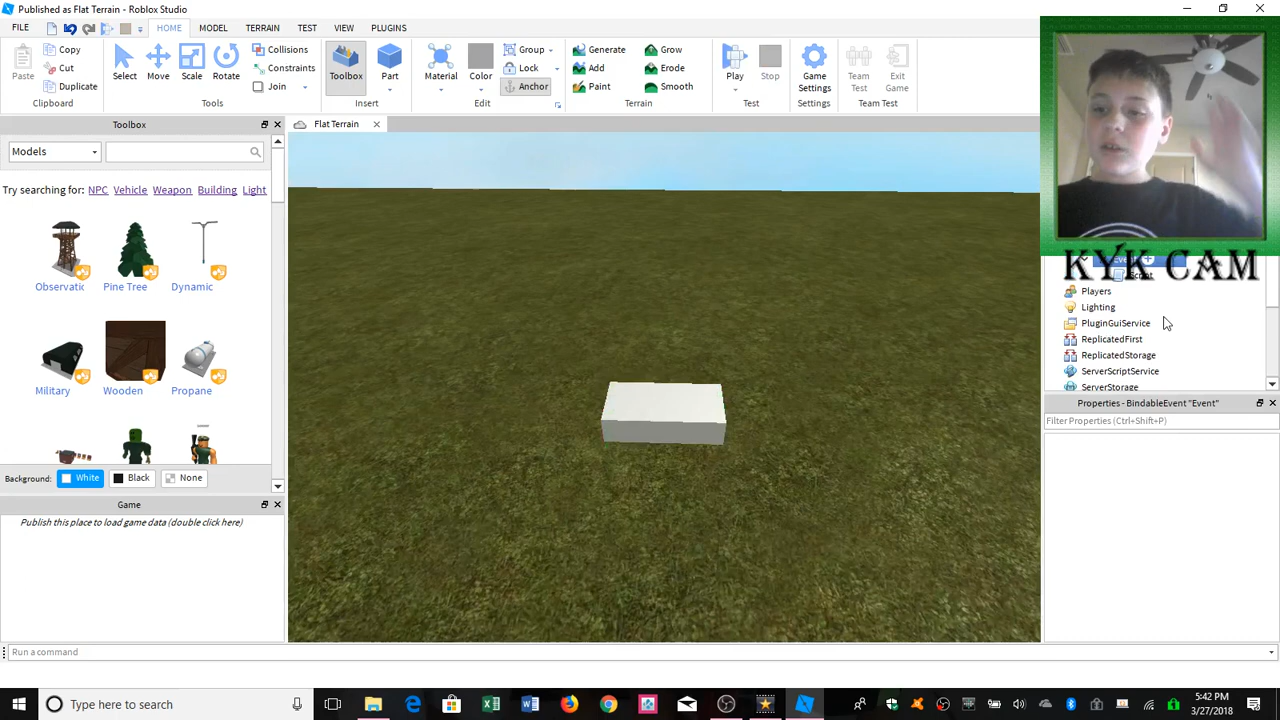 Published as Flat Terrain - Roblox Studio
FILE HOME MODEL TERRAIN TEST VIEW PLUGINS
Paste Copy Cut Duplicate Clipboard
Select Move Scale Rotate Collisions Constraints Join Tools
Toolbox Part Insert
Material Color Group Lock Anchor Edit
Generate Add Paint Grow Erode Smooth Terrain
Play Stop Test
Game Settings Settings
Team Test Exit Game Team Test
Toolbox
Models
Try searching for: NPC Vehicle Weapon Building Light
Observatic Pine Tree Dynamic
Military Wooden Propane
Background: White Black None
Game
Publish this place to load game data (double click here)
Flat Terrain
KYK CAM
Script
Players
Lighting
PluginGuiService
ReplicatedFirst
ReplicatedStorage
ServerScriptService
ServerStorage
Properties - BindableEvent "Event"
Filter Properties (Ctrl+Shift+P)
Run a command
Type here to search
5:42 PM
3/27/2018